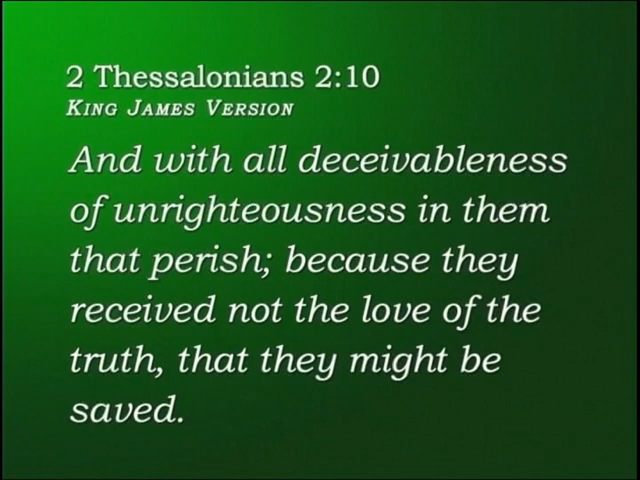 2 Thessalonians 2:10
King James Version
And with all deceivableness
of unrighteousness in them
that perish; because they
received not the love of the
truth, that they might be
saved.